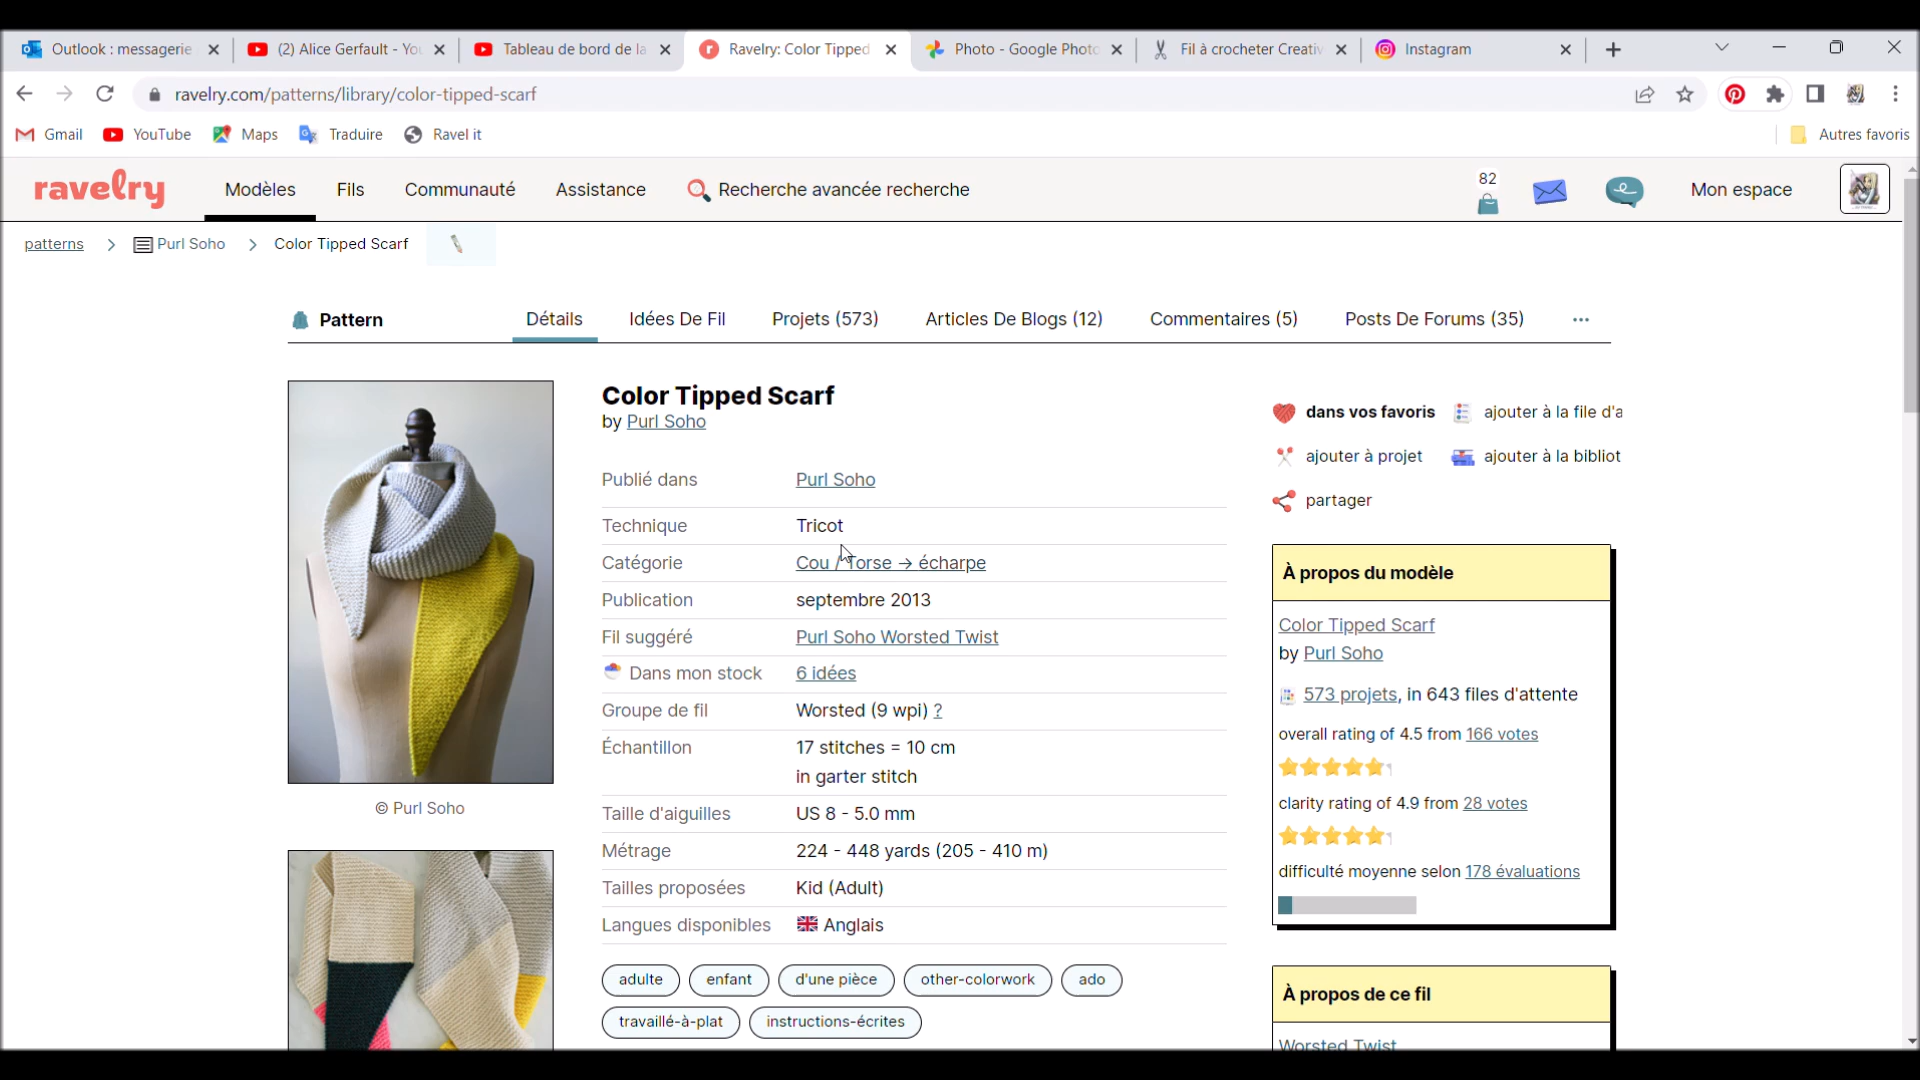 Outlook : messagerie
(2) Alice Gerfault - You
Tableau de bord de la
Ravelry: Color Tipped
Photo - Google Photo
Fil à crocheter Creativ
Instagram
ravelry.com/patterns/library/color-tipped-scarf
Gmail YouTube Maps Traduire Ravel it Autres favoris
ravelry Modèles Fils Communauté Assistance Recherche avancée recherche 82 Mon espace
patterns > Purl Soho > Color Tipped Scarf
Pattern Détails Idées De Fil Projets (573) Articles De Blogs (12) Commentaires (5) Posts De Forums (35) ...
Color Tipped Scarf
by Purl Soho
Publié dans Purl Soho
Technique Tricot
Catégorie Cou / Torse → écharpe
Publication septembre 2013
Fil suggéré Purl Soho Worsted Twist
Dans mon stock 6 idées
Groupe de fil Worsted (9 wpi) ?
Échantillon 17 stitches = 10 cm
in garter stitch
Taille d'aiguilles US 8 - 5.0 mm
Métrage 224 - 448 yards (205 - 410 m)
Tailles proposées Kid (Adult)
Langues disponibles Anglais
adulte enfant d'une pièce other-colorwork ado
travaillé-à-plat instructions-écrites
© Purl Soho
dans vos favoris ajouter à la file d'a
ajouter à projet ajouter à la bibliot
partager
À propos du modèle
Color Tipped Scarf
by Purl Soho
573 projets, in 643 files d'attente
overall rating of 4.5 from 166 votes
clarity rating of 4.9 from 28 votes
difficulté moyenne selon 178 évaluations
À propos de ce fil
Worsted Twist